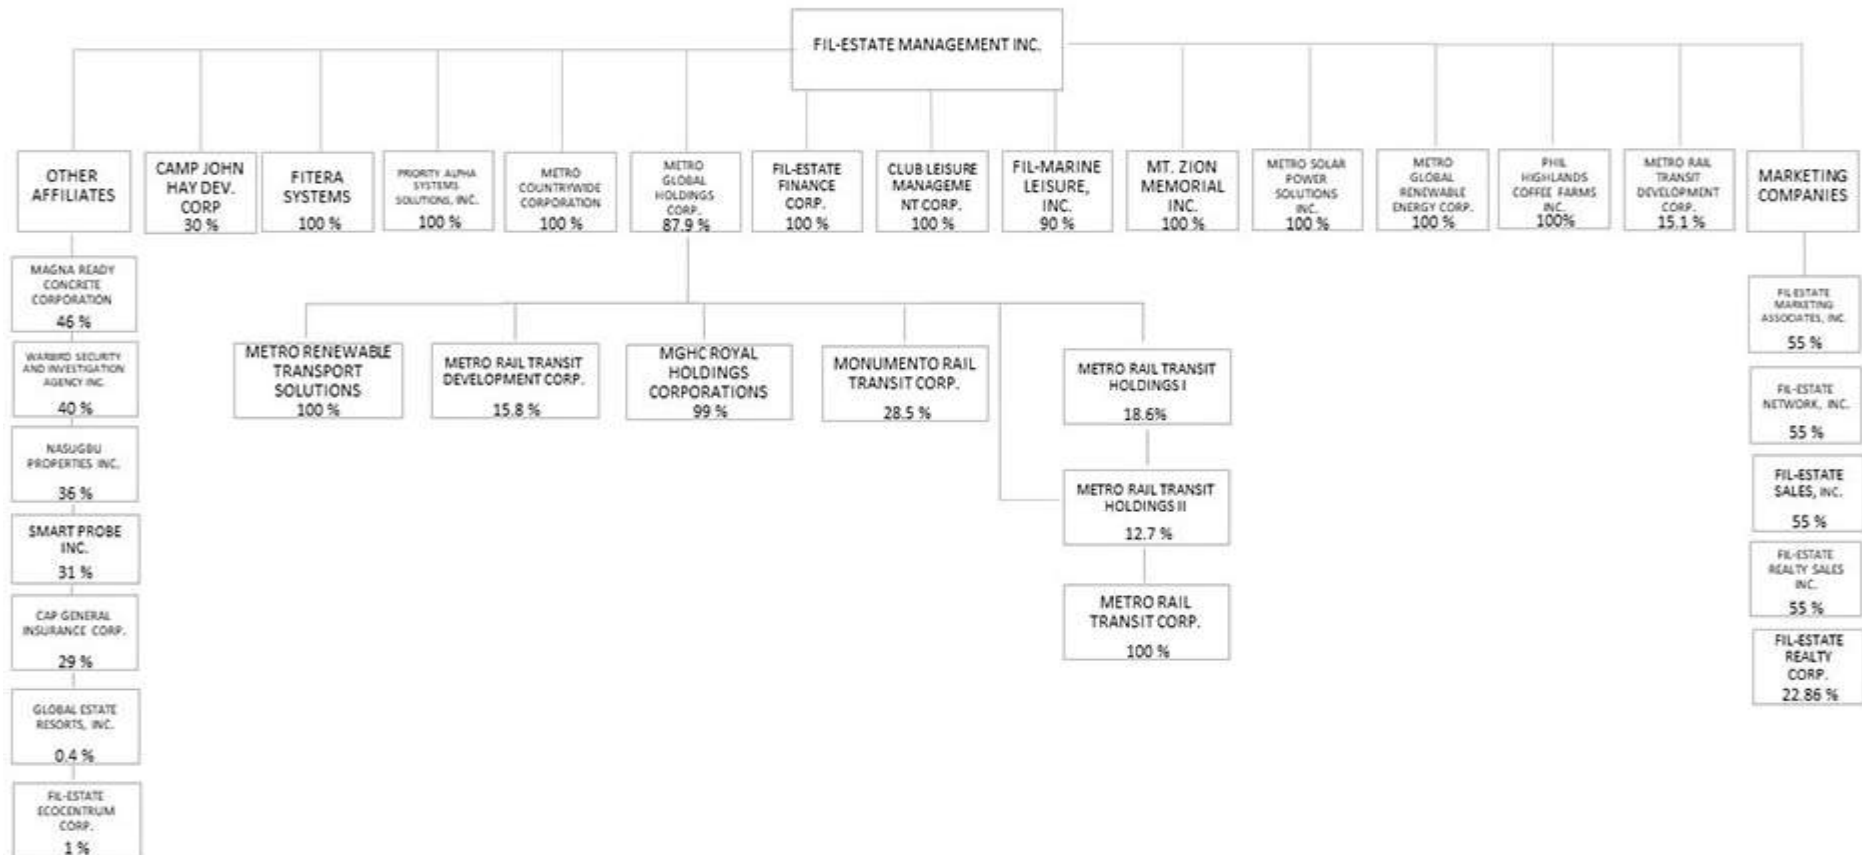 FIL-ESTATE MANAGEMENT INC.
OTHER
AFFILIATES
CAMP JOHN
HAY DEV.
CORP
30 %
FITERA
SYSTEMS
100 %
PRIORITY ALPHA
SYSTEMS
SOLUTIONS, INC.
100 %
METRO
COUNTRYWIDE
CORPORATION
100 %
METRO
GLOBAL
HOLDINGS
CORP.
87.9 %
FIL-ESTATE
FINANCE
CORP.
100 %
CLUB LEISURE
MANAGEME
NT CORP.
100 %
FIL-MARINE
LEISURE,
INC.
90 %
MT. ZION
MEMORIAL
INC.
100 %
METRO SOLAR
POWER
SOLUTIONS
INC.
100 %
METRO
GLOBAL
RENEWABLE
ENERGY CORP.
100 %
PHIL
HIGHLANDS
COFFEE FARMS
INC.
100%
METRO RAIL
TRANSIT
DEVELOPMENT
CORP.
15.1 %
MARKETING
COMPANIES
MAGNA READY
CONCRETE
CORPORATION
46 %
WARBIRD SECURITY
AND INVESTIGATION
AGENCY INC.
40 %
NASUGBU
PROPERTIES INC.
36 %
SMART PROBE
INC.
31 %
CAP GENERAL
INSURANCE CORP.
29 %
GLOBAL ESTATE
RESORTS, INC.
0.4 %
FIL-ESTATE
ECOCENTRUM
CORP.
1 %
METRO RENEWABLE
TRANSPORT
SOLUTIONS
100 %
METRO RAIL TRANSIT
DEVELOPMENT CORP.
15.8 %
MGHC ROYAL
HOLDINGS
CORPORATIONS
99 %
MONUMENTO RAIL
TRANSIT CORP.
28.5 %
METRO RAIL TRANSIT
HOLDINGS I
18.6%
METRO RAIL TRANSIT
HOLDINGS II
12.7 %
METRO RAIL
TRANSIT CORP.
100 %
FIL-ESTATE
MARKETING
ASSOCIATES, INC.
55 %
FIL-ESTATE
NETWORK, INC.
55 %
FIL-ESTATE
SALES, INC.
55 %
FIL-ESTATE
REALTY SALES
INC.
55 %
FIL-ESTATE
REALTY
CORP.
22.86 %